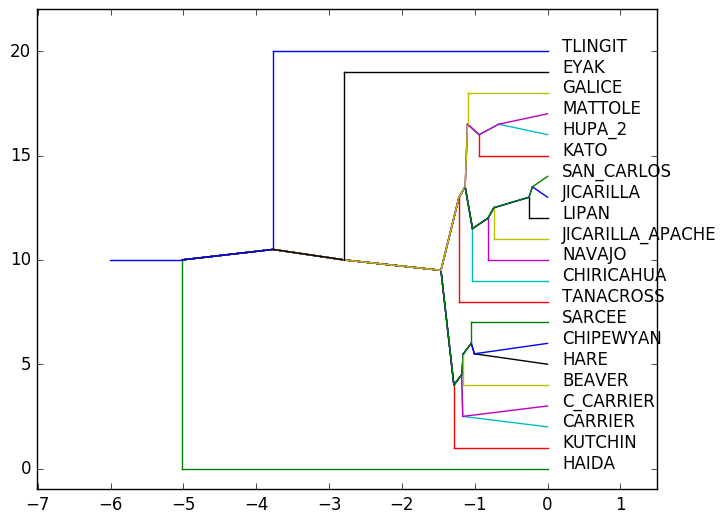 20
15
10
5
0
TLINGIT
EYAK
GALICE
MATTOLE
HUPA_2
KATO
SAN_CARLOS
JICARILLA
LIPAN
JICARILLA_APACHE
NAVAJO
CHIRICAHUA
TANACROSS
SARCEE
CHIPEWYAN
HARE
BEAVER
C_CARRIER
CARRIER
KUTCHIN
HAIDA
−7 −6 −5 −4 −3 −2 −1 0 1